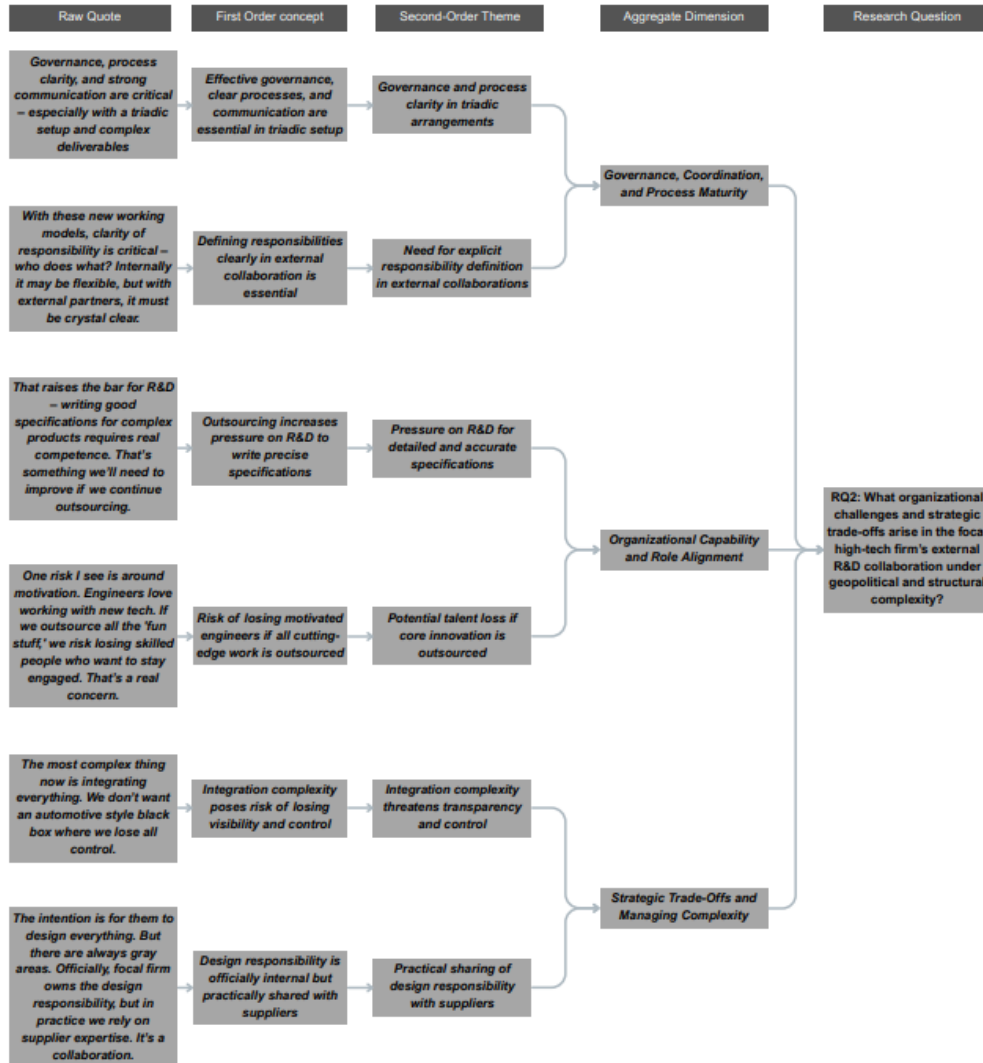 Raw Quote
First Order concept
Second-Order Theme
Aggregate Dimension
Research Question
Governance, process
clarity, and strong
communication are critical
– especially with a triadic
setup and complex
deliverables
Effective governance,
clear processes, and
communication are
essential in triadic setup
Governance and process
clarity in triadic
arrangements
Governance, Coordination,
and Process Maturity
With these new working
models, clarity of
responsibility is critical –
who does what? Internally
it may be flexible, but with
external partners, it must
be crystal clear.
Defining responsibilities
clearly in external
collaboration is
essential
Need for explicit
responsibility definition
in external collaborations
That raises the bar for R&D
– writing good
specifications for complex
products requires real
competence. That's
something we'll need to
improve if we continue
outsourcing.
Outsourcing increases
pressure on R&D to
write precise
specifications
Pressure on R&D for
detailed and accurate
specifications
Organizational Capability
and Role Alignment
RQ2: What organizational
challenges and strategic
trade-offs arise in the focal
high-tech firm's external
R&D collaboration under
geopolitical and structural
complexity?
One risk I see is around
motivation. Engineers love
working with new tech. If
we outsource all the 'fun
stuff,' we risk losing skilled
people who want to stay
engaged. That's a real
concern.
Risk of losing motivated
engineers if all cutting-
edge work is outsourced
Potential talent loss if
core innovation is
outsourced
The most complex thing
now is integrating
everything. We don't want
an automotive style black
box where we lose all
control.
Integration complexity
poses risk of losing
visibility and control
Integration complexity
threatens transparency
and control
Strategic Trade-Offs and
Managing Complexity
The intention is for them to
design everything. But
there are always gray
areas. Officially, focal firm
owns the design
responsibility, but in
practice we rely on
supplier expertise. It's a
collaboration.
Design responsibility is
officially internal but
practically shared with
suppliers
Practical sharing of
design responsibility
with suppliers